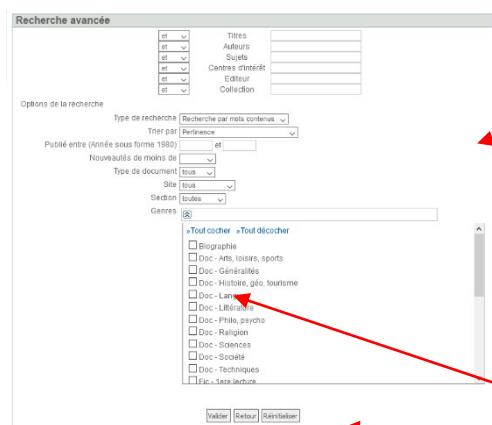 Recherche avancée
et Titres
et Auteurs
et Sujets
et Centres d'intérêt
et Editeur
et Collection
Options de la recherche
Type de recherche Recherche par mots contenus
Trier par Pertinence
Publié entre (Année sous forme 1980) et
Nouveautés de moins de
Type de document tous
Site tous
Section toutes
Genres
»Tout cocher »Tout décocher
Biographie
Doc - Arts, loisirs, sports
Doc - Généralités
Doc - Histoire, géo, tourisme
Doc - Lang
Doc - Littérature
Doc - Philo, psycho
Doc - Religion
Doc - Sciences
Doc - Société
Doc - Techniques
Fic - 1ere lecture
Valider Retour Réinitialiser